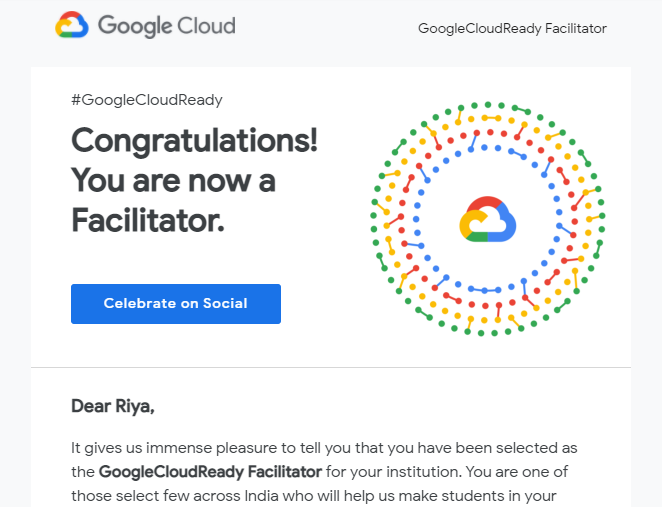 Google Cloud
GoogleCloudReady Facilitator
#GoogleCloudReady
Congratulations!
You are now a
Facilitator.
Celebrate on Social
Dear Riya,
It gives us immense pleasure to tell you that you have been selected as
the GoogleCloudReady Facilitator for your institution. You are one of
those select few across India who will help us make students in your